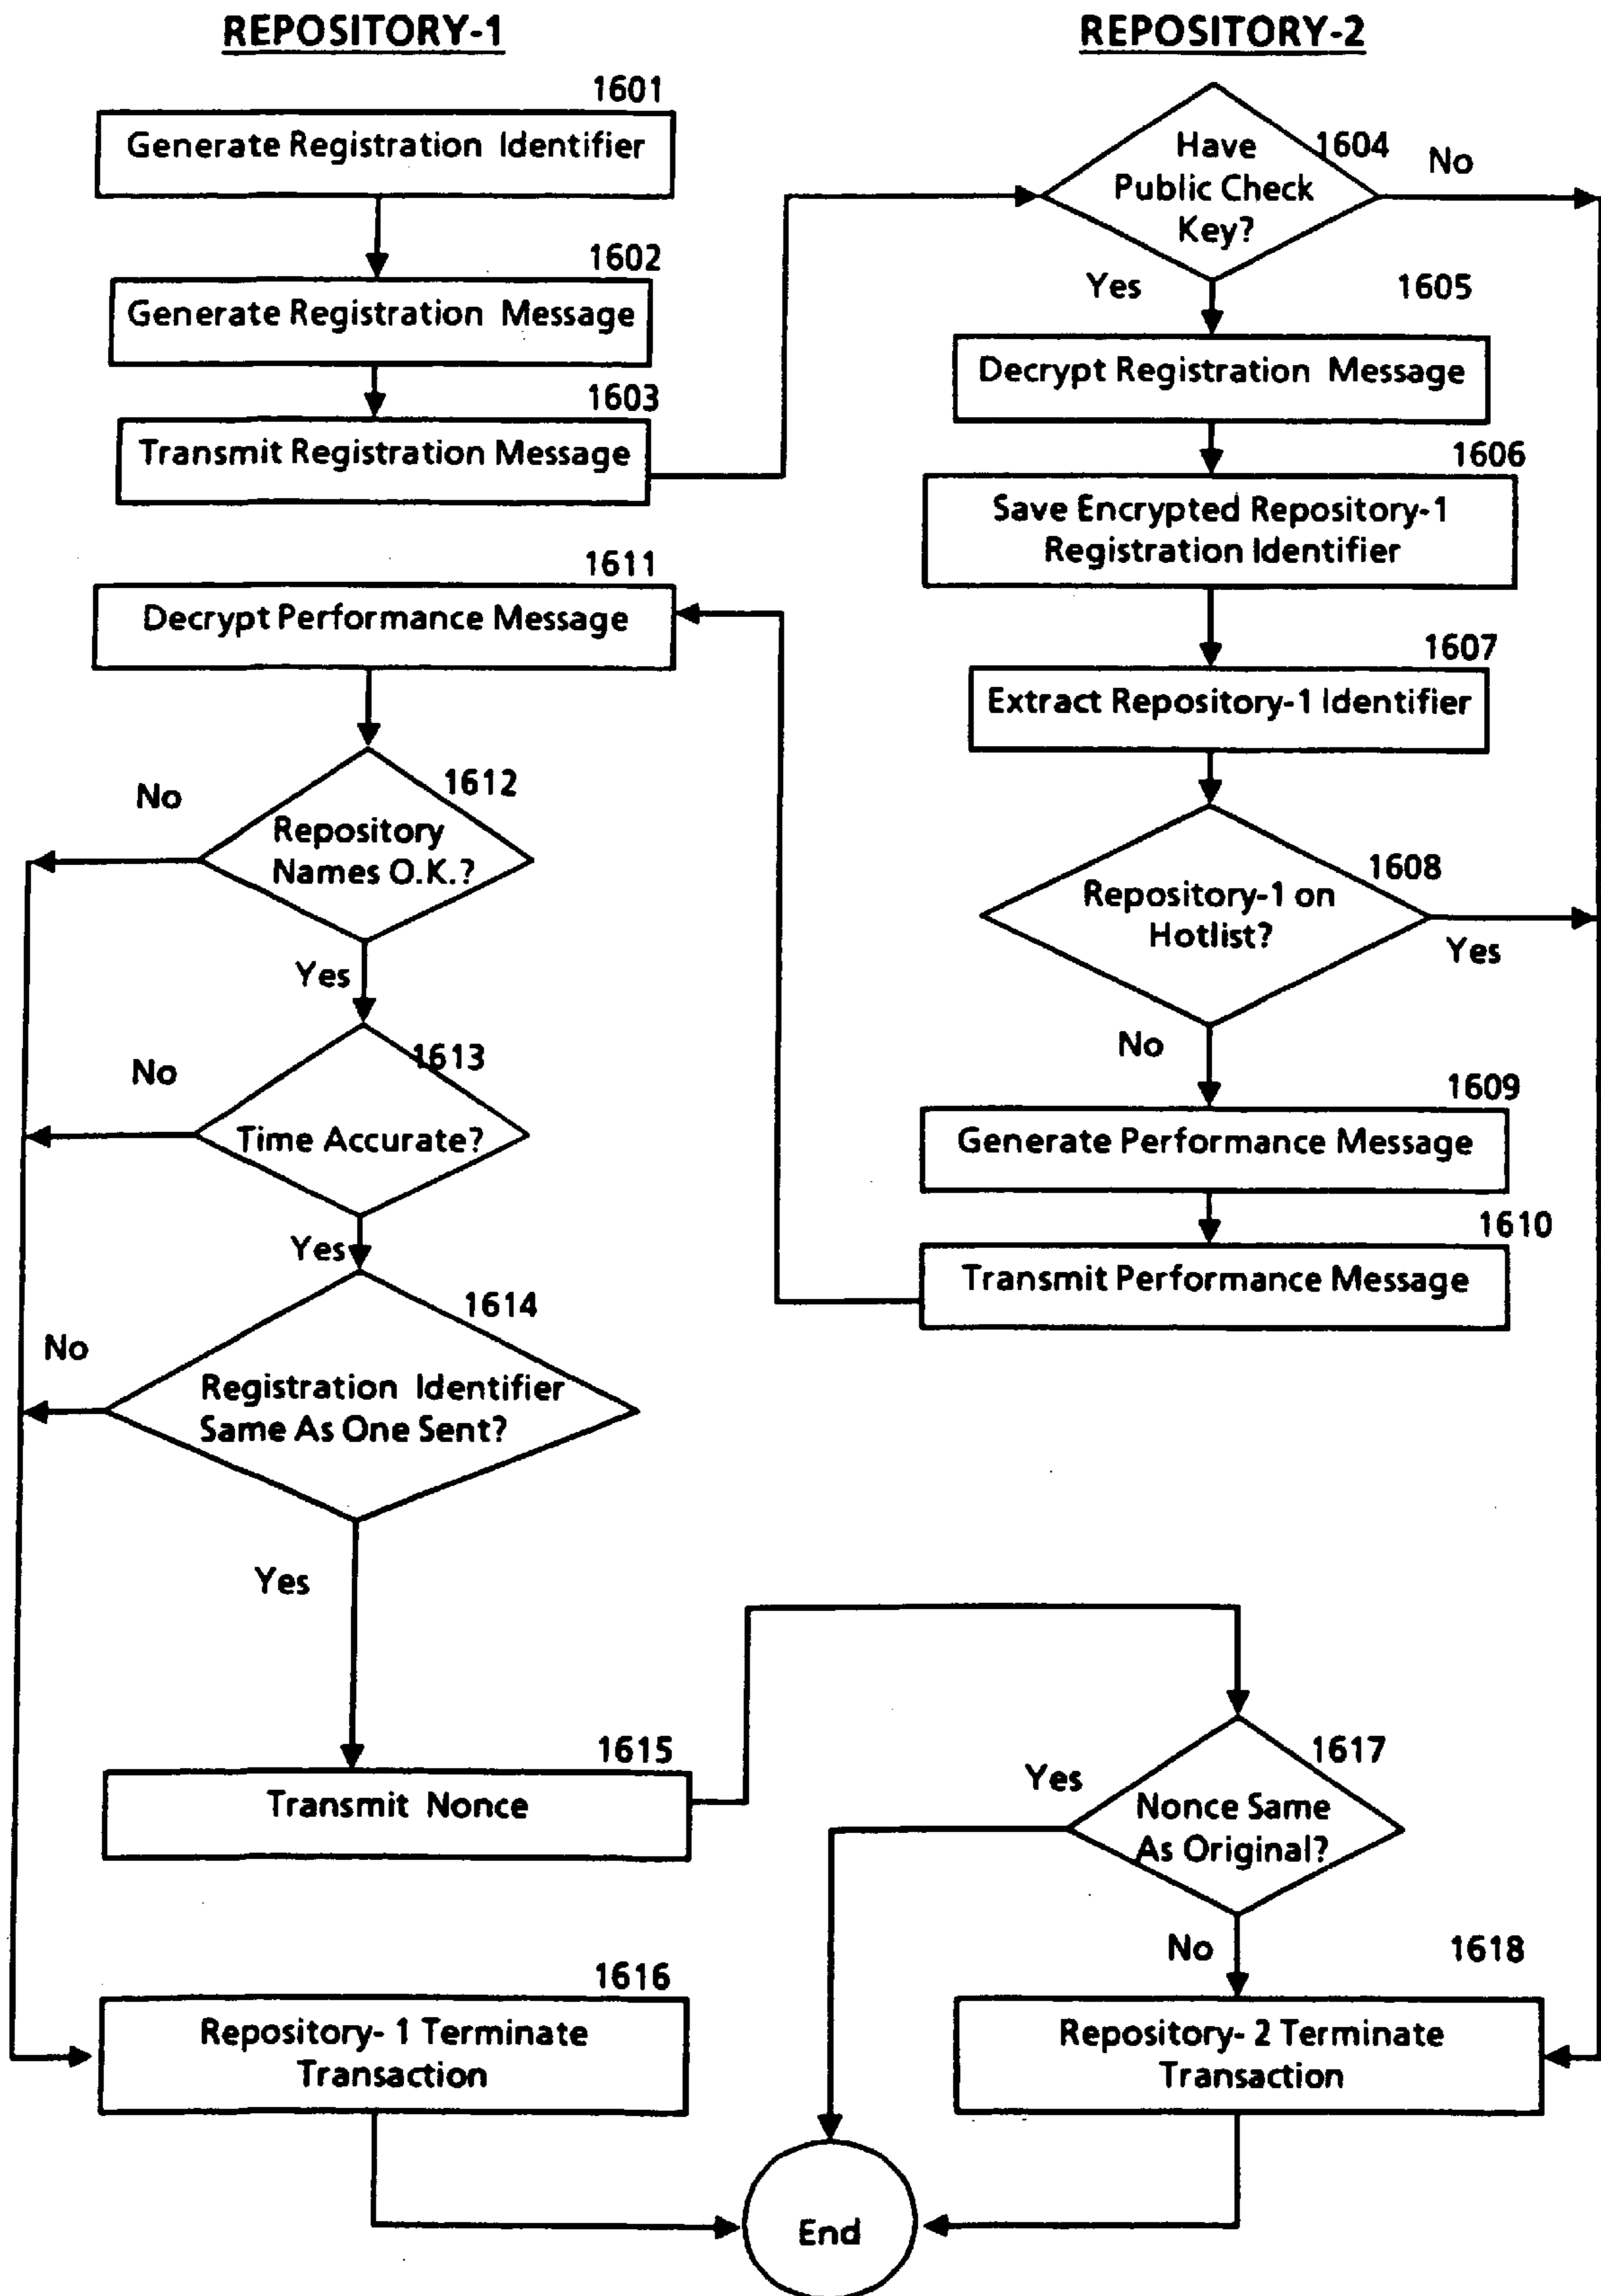 REPOSITORY-1
1601
Generate Registration Identifier
1602
Generate Registration Message
1603
Transmit Registration Message
1611
Decrypt Performance Message
1612
Repository
Names O.K.?
No
Yes
1613
Time Accurate?
No
Yes
1614
Registration Identifier
Same As One Sent?
No
Yes
1615
Transmit Nonce
1616
Repository- 1 Terminate
Transaction
REPOSITORY-2
1604
Have
Public Check
Key?
No
Yes
1605
Decrypt Registration Message
1606
Save Encrypted Repository-1
Registration Identifier
1607
Extract Repository-1 Identifier
1608
Repository-1 on
Hotlist?
Yes
No
1609
Generate Performance Message
1610
Transmit Performance Message
1617
Nonce Same
As Original?
Yes
No
1618
Repository- 2 Terminate
Transaction
End